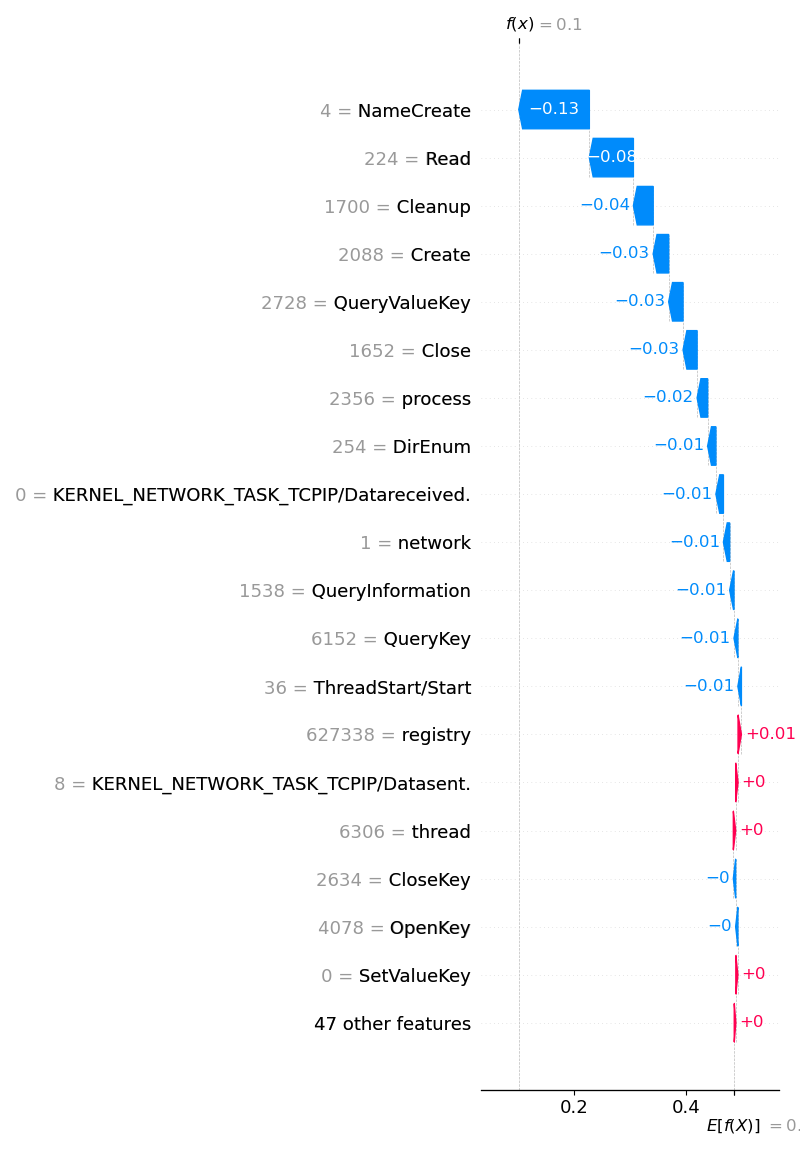 f(x) = 0.1
4 = NameCreate −0.13
224 = Read −0.08
1700 = Cleanup −0.04
2088 = Create −0.03
2728 = QueryValueKey −0.03
1652 = Close −0.03
2356 = process −0.02
254 = DirEnum −0.01
0 = KERNEL_NETWORK_TASK_TCPIP/Datareceived. −0.01
1 = network −0.01
1538 = QueryInformation −0.01
6152 = QueryKey −0.01
36 = ThreadStart/Start −0.01
627338 = registry +0.01
8 = KERNEL_NETWORK_TASK_TCPIP/Datasent. +0
6306 = thread +0
2634 = CloseKey −0
4078 = OpenKey −0
0 = SetValueKey +0
47 other features +0
0.2 0.4
E[f(X)] = 0.